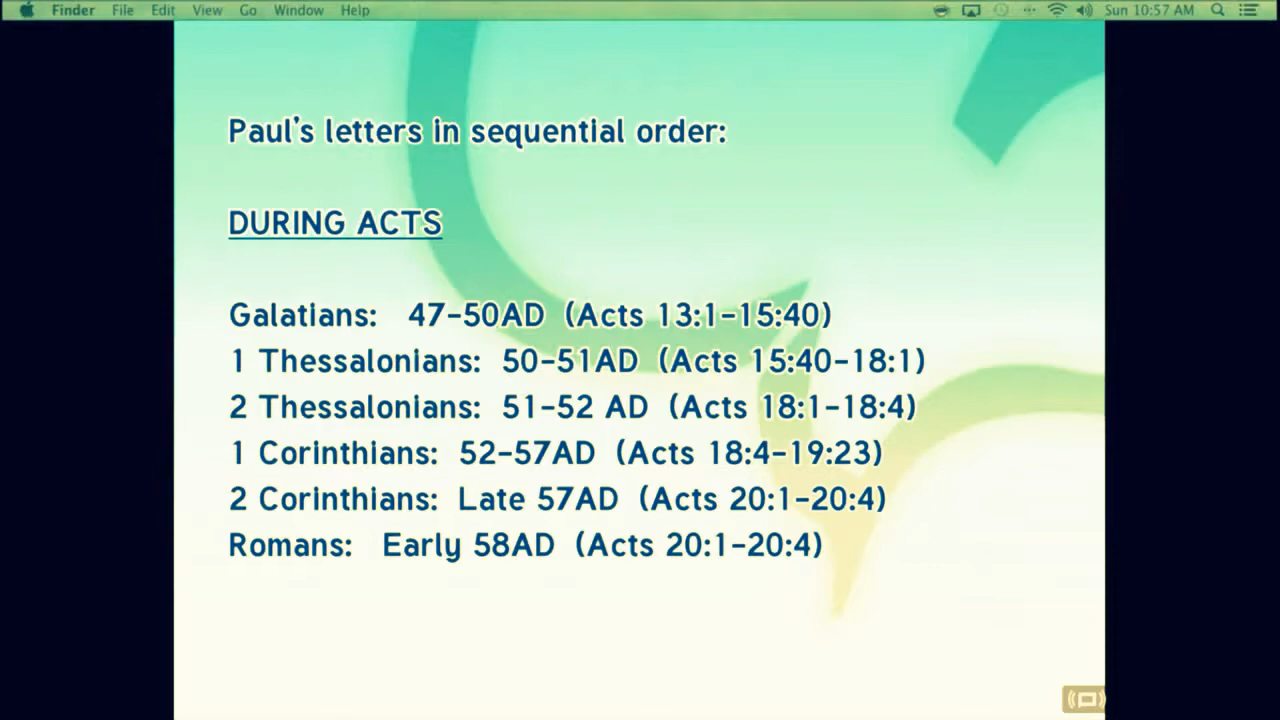 Finder File Edit View Go Window Help Sun 10:57 AM
Paul's letters in sequential order:
DURING ACTS
Galatians: 47-50AD (Acts 13:1-15:40)
1 Thessalonians: 50-51AD (Acts 15:40-18:1)
2 Thessalonians: 51-52 AD (Acts 18:1-18:4)
1 Corinthians: 52-57AD (Acts 18:4-19:23)
2 Corinthians: Late 57AD (Acts 20:1-20:4)
Romans: Early 58AD (Acts 20:1-20:4)